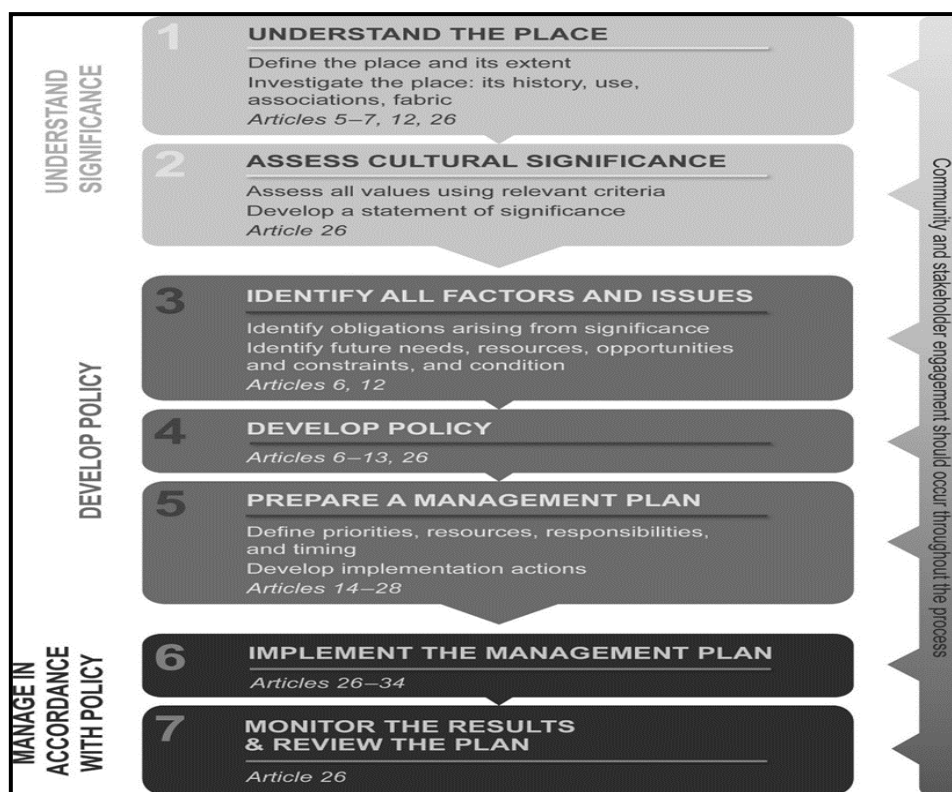 UNDERSTAND
SIGNIFICANCE
1
UNDERSTAND THE PLACE
Define the place and its extent
Investigate the place: its history, use,
associations, fabric
Articles 5–7, 12, 26
2
ASSESS CULTURAL SIGNIFICANCE
Assess all values using relevant criteria
Develop a statement of significance
Article 26
DEVELOP POLICY
3
IDENTIFY ALL FACTORS AND ISSUES
Identify obligations arising from significance
Identify future needs, resources, opportunities
and constraints, and condition
Articles 6, 12
4
DEVELOP POLICY
Articles 6–13, 26
5
PREPARE A MANAGEMENT PLAN
Define priorities, resources, responsibilities,
and timing
Develop implementation actions
Articles 14–28
MANAGE IN
ACCORDANCE
WITH POLICY
6
IMPLEMENT THE MANAGEMENT PLAN
Articles 26–34
7
MONITOR THE RESULTS
& REVIEW THE PLAN
Article 26
Community and stakeholder engagement should occur throughout the process